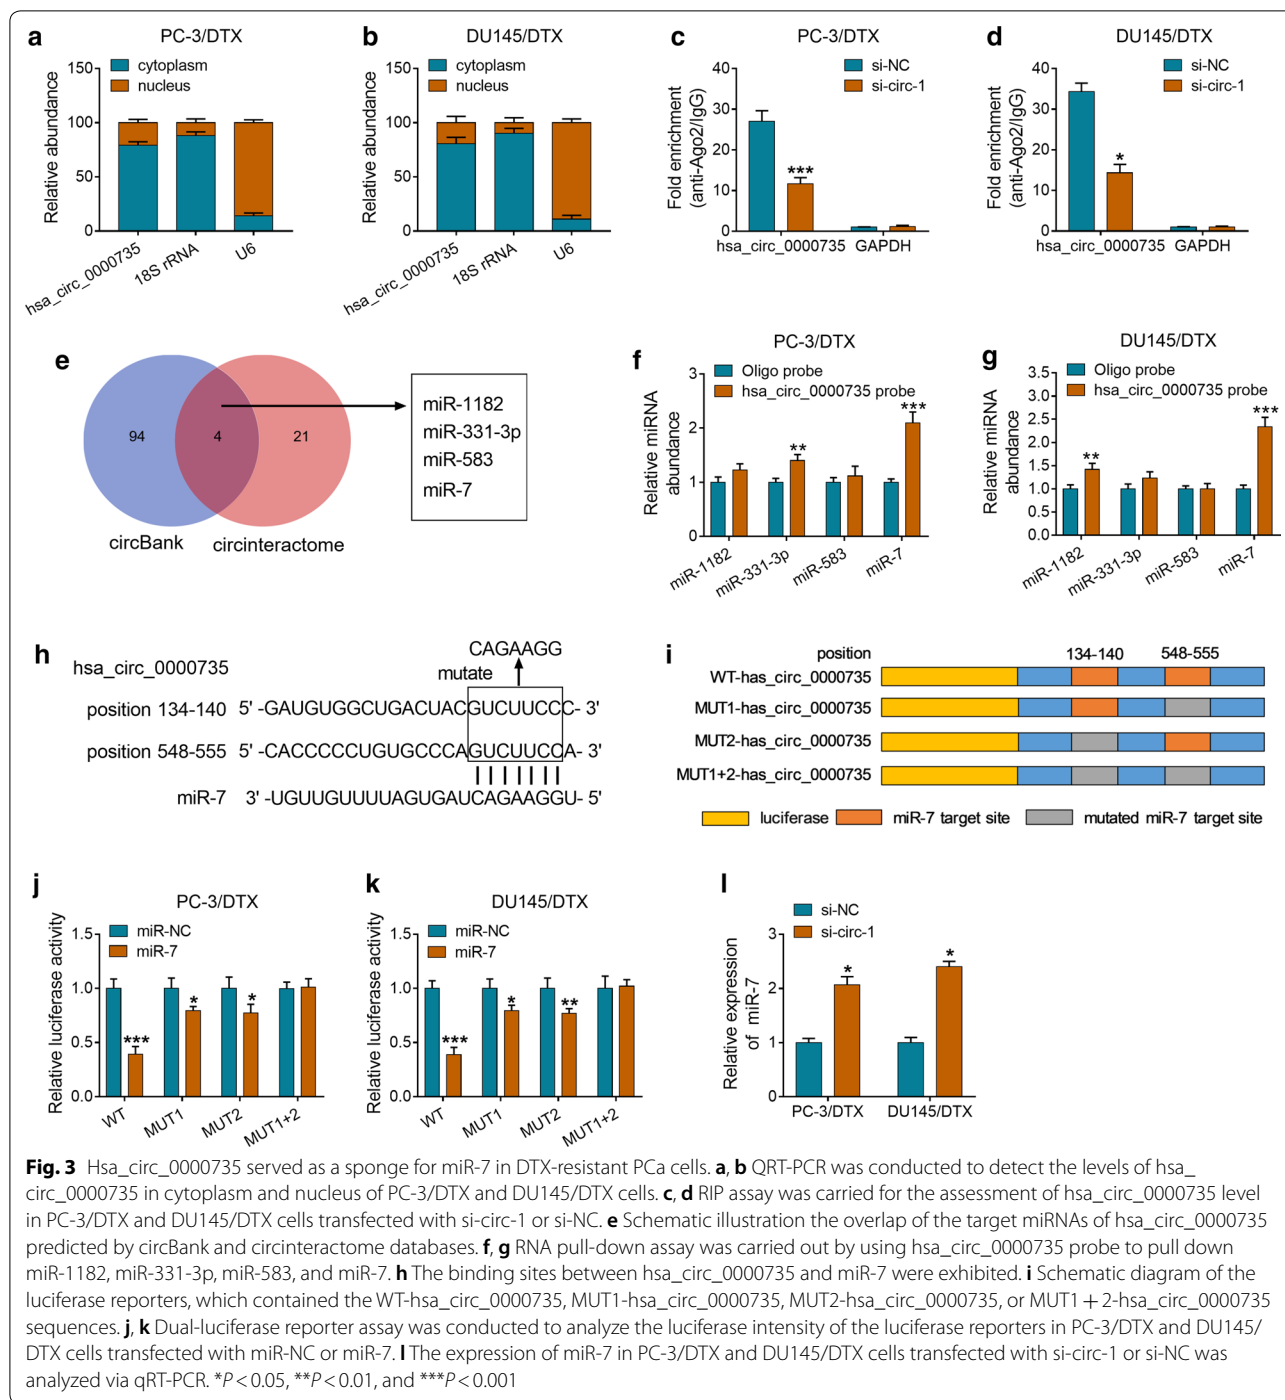 a
PC-3/DTX
cytoplasm
nucleus
Relative abundance
150
100
50
0
hsa_circ_0000735
18S rRNA
U6
b
DU145/DTX
cytoplasm
nucleus
Relative abundance
150
100
50
0
hsa_circ_0000735
18S rRNA
U6
c
PC-3/DTX
si-NC
si-circ-1
Fold enrichment
(anti-Ago2/IgG)
40
30
20
10
0
***
hsa_circ_0000735
GAPDH
d
DU145/DTX
si-NC
si-circ-1
Fold enrichment
(anti-Ago2/IgG)
40
30
20
10
0
*
hsa_circ_0000735
GAPDH
e
94
4
21
circBank
circinteractome
miR-1182
miR-331-3p
miR-583
miR-7
f
PC-3/DTX
Oligo probe
hsa_circ_0000735 probe
Relative miRNA
abundance
3
2
1
0
**
***
miR-1182
miR-331-3p
miR-583
miR-7
g
DU145/DTX
Oligo probe
hsa_circ_0000735 probe
Relative miRNA
abundance
3.5
3.0
2.5
2.0
1.5
1.0
0.5
0.0
**
***
miR-1182
miR-331-3p
miR-583
miR-7
h
CAGAAGG
hsa_circ_0000735
mutate
position 134-140 5' -GAUGUGGCUGACUACGUCUUCCC- 3'
position 548-555 5' -CACCCCCUGUGCCCAGUCUUCCA- 3'
miR-7 3' -UGUUGUUUUAGUGAUCAGAAGGU- 5'
i
position 134-140 548-555
WT-has_circ_0000735
MUT1-has_circ_0000735
MUT2-has_circ_0000735
MUT1+2-has_circ_0000735
luciferase
miR-7 target site
mutated miR-7 target site
j
PC-3/DTX
miR-NC
miR-7
Relative luciferase activity
1.5
1.0
0.5
0.0
***
*
*
WT
MUT1
MUT2
MUT1+2
k
DU145/DTX
miR-NC
miR-7
Relative luciferase activity
1.5
1.0
0.5
0.0
***
*
**
WT
MUT1
MUT2
MUT1+2
l
si-NC
si-circ-1
Relative expression
of miR-7
3
2
1
0
*
*
PC-3/DTX
DU145/DTX
Fig. 3 Hsa_circ_0000735 served as a sponge for miR-7 in DTX-resistant PCa cells. a, b QRT-PCR was conducted to detect the levels of hsa_
circ_0000735 in cytoplasm and nucleus of PC-3/DTX and DU145/DTX cells. c, d RIP assay was carried for the assessment of hsa_circ_0000735 level
in PC-3/DTX and DU145/DTX cells transfected with si-circ-1 or si-NC. e Schematic illustration the overlap of the target miRNAs of hsa_circ_0000735
predicted by circBank and circinteractome databases. f, g RNA pull-down assay was carried out by using hsa_circ_0000735 probe to pull down
miR-1182, miR-331-3p, miR-583, and miR-7. h The binding sites between hsa_circ_0000735 and miR-7 were exhibited. i Schematic diagram of the
luciferase reporters, which contained the WT-hsa_circ_0000735, MUT1-hsa_circ_0000735, MUT2-hsa_circ_0000735, or MUT1 + 2-hsa_circ_0000735
sequences. j, k Dual-luciferase reporter assay was conducted to analyze the luciferase intensity of the luciferase reporters in PC-3/DTX and DU145/
DTX cells transfected with miR-NC or miR-7. l The expression of miR-7 in PC-3/DTX and DU145/DTX cells transfected with si-circ-1 or si-NC was
analyzed via qRT-PCR. *P < 0.05, **P < 0.01, and ***P < 0.001